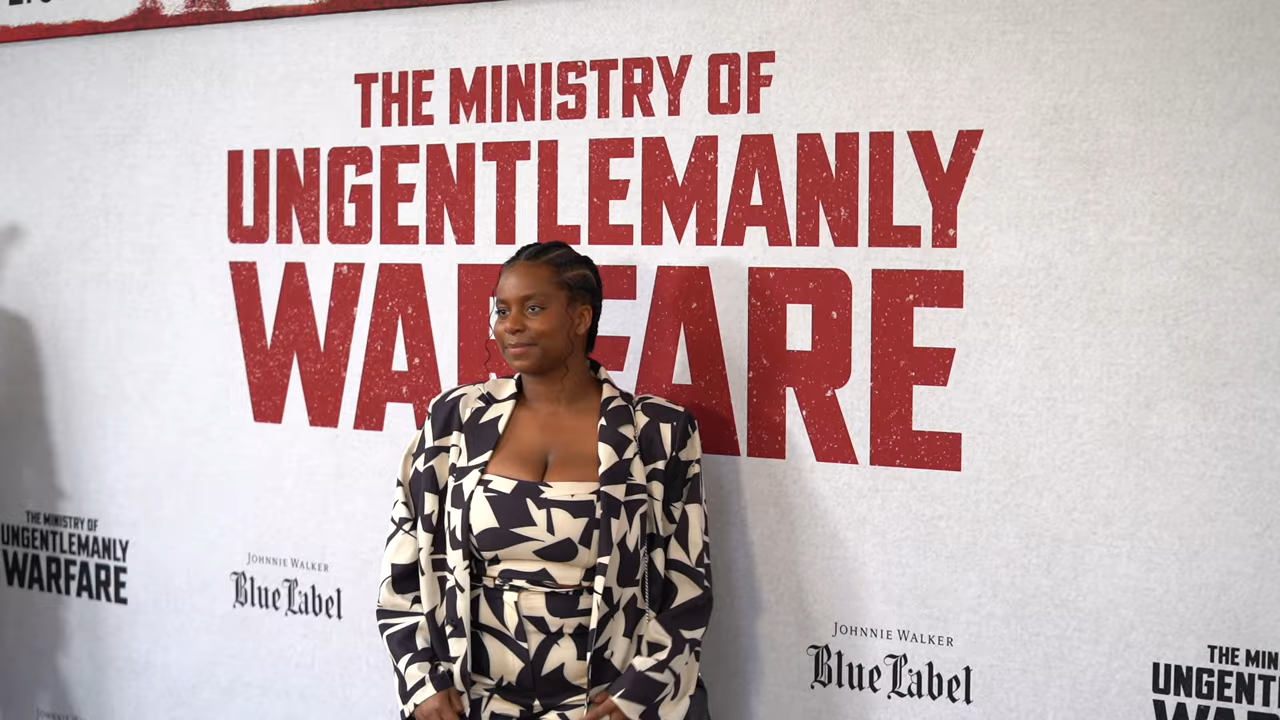 THE MINISTRY OF
UNGENTLEMANLY
WARFARE
THE MINISTRY OF
UNGENTLEMANLY
WARFARE
JOHNNIE WALKER
Blue Label
JOHNNIE WALKER
Blue Label
THE MIN
UNGENT